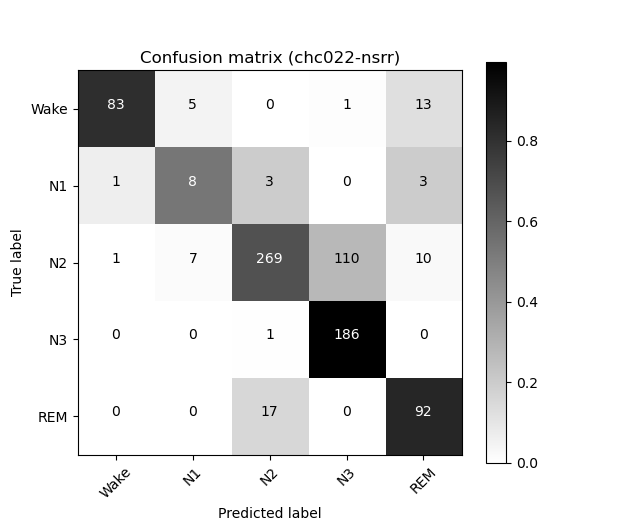 Confusion matrix (chc022-nsrr)
True label
Wake 83 5 0 1 13
N1 1 8 3 0 3
N2 1 7 269 110 10
N3 0 0 1 186 0
REM 0 0 17 0 92
Wake N1 N2 N3 REM
Predicted label
0.8
0.6
0.4
0.2
0.0